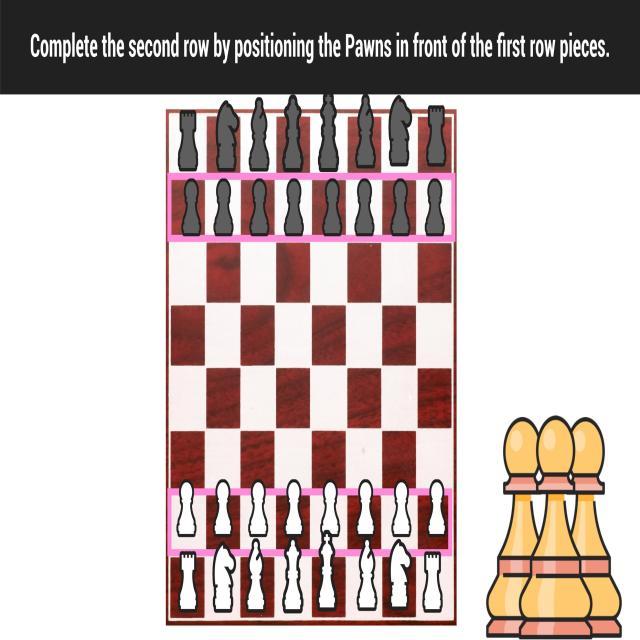 Complete the second row by positioning the Pawns in front of the first row pieces.